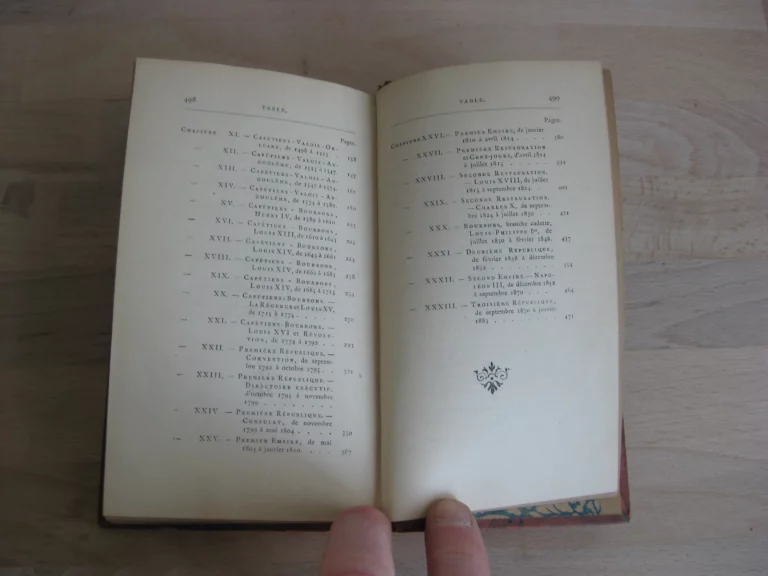 498
TABLE.
Pages.
CHAPITRE XI. — CAPÉTIENS-VALOIS-OR-
LÉANS, de 1498 à 1515 .
— XII. — CAPÉTIENS-VALOIS-AN-
GOULÊME, de 1515 à 1547.
— XIII. — CAPÉTIENS-VALOIS-AN-
GOULÊME, de 1547 à 1574.
— XIV. — CAPÉTIENS-VALOIS-AN-
GOULÊME, de 1574 à 1589.
— XV. — CAPÉTIENS-BOURBONS,
HENRI IV, de 1589 à 1610
— XVI. — CAPÉTIENS-BOURBONS,
LOUIS XIII, de 1610 à 1643
— XVII. — CAPÉTIENS-BOURBONS,
LOUIS XIV, de 1643 à 1661
— XVIII. — CAPÉTIENS-BOURBONS,
LOUIS XIV, de 1661 à 1685
— XIX. — CAPÉTIENS-BOURBONS,
LOUIS XIV, de 1685 à 1715
— XX. — CAPÉTIENS-BOURBONS. —
LA RÉGENCE ET LOUIS XV,
de 1715 à 1774 . . . .
— XXI. — CAPÉTIENS-BOURBONS. —
LOUIS XVI ET RÉVOLU-
TION, de 1774 à 1792 . .
— XXII. — PREMIÈRE RÉPUBLIQUE. —
CONVENTION, de septem-
bre 1792 à octobre 1795 . .
— XXIII. — PREMIÈRE RÉPUBLIQUE. —
DIRECTOIRE EXÉCUTIF,
d'octobre 1795 à novembre
1799 . . . . . . .
— XXIV — PREMIÈRE RÉPUBLIQUE. —
CONSULAT, de novembre
1799 à mai 1804 . . . . 350
— XXV. — PREMIER EMPIRE, de mai
à janvier 1810 . . . 367
TABLE.
499
Pages.
CHAPITRE XXVI. — PREMIER EMPIRE, de janvier
1810 à avril 1814 . . . . 380
— XXVII. — PREMIÈRE RESTAURATION
ET CENT-JOURS, d'avril 1814
à juillet 1815 . . . . .
— XXVIII. — SECONDE RESTAURATION.
— LOUIS XVIII, de juillet
1815 à septembre 1824 .
— XXIX. — SECONDE RESTAURATION.
— CHARLES X, de septem-
bre 1824 à juillet 1830 . . 421
— XXX. — BOURBONS, branche cadette,
LOUIS-PHILIPPE Ier, de
juillet 1830 à février 1848. 437
— XXXI. — DEUXIÈME RÉPUBLIQUE,
de février 1848 à décembre
1852 . . . . . . 454
— XXXII. — SECOND EMPIRE. — NAPO-
LÉON III, de décembre 1852
à septembre 1870 . . . . 464
— XXXIII. — TROISIÈME RÉPUBLIQUE,
de septembre 1870 à janvier
1883 . . . . . . . 471